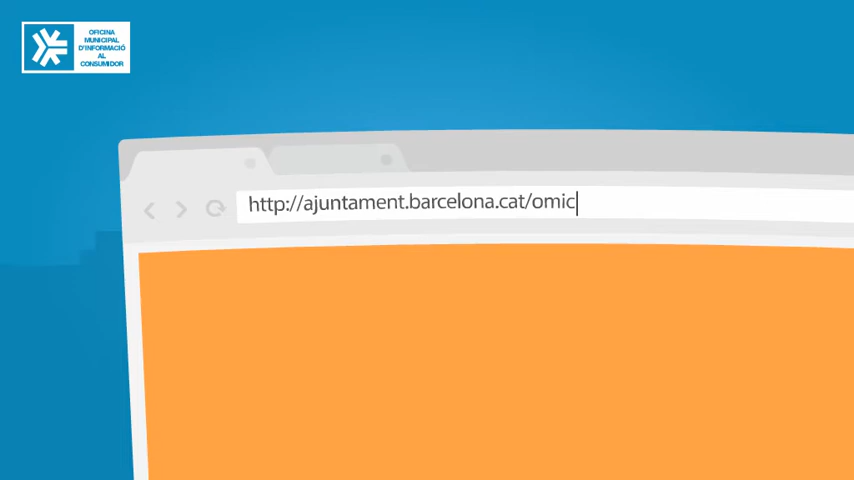 OFICINA
MUNICIPAL
D'INFORMACIÓ
AL
CONSUMIDOR
http://ajuntament.barcelona.cat/omic